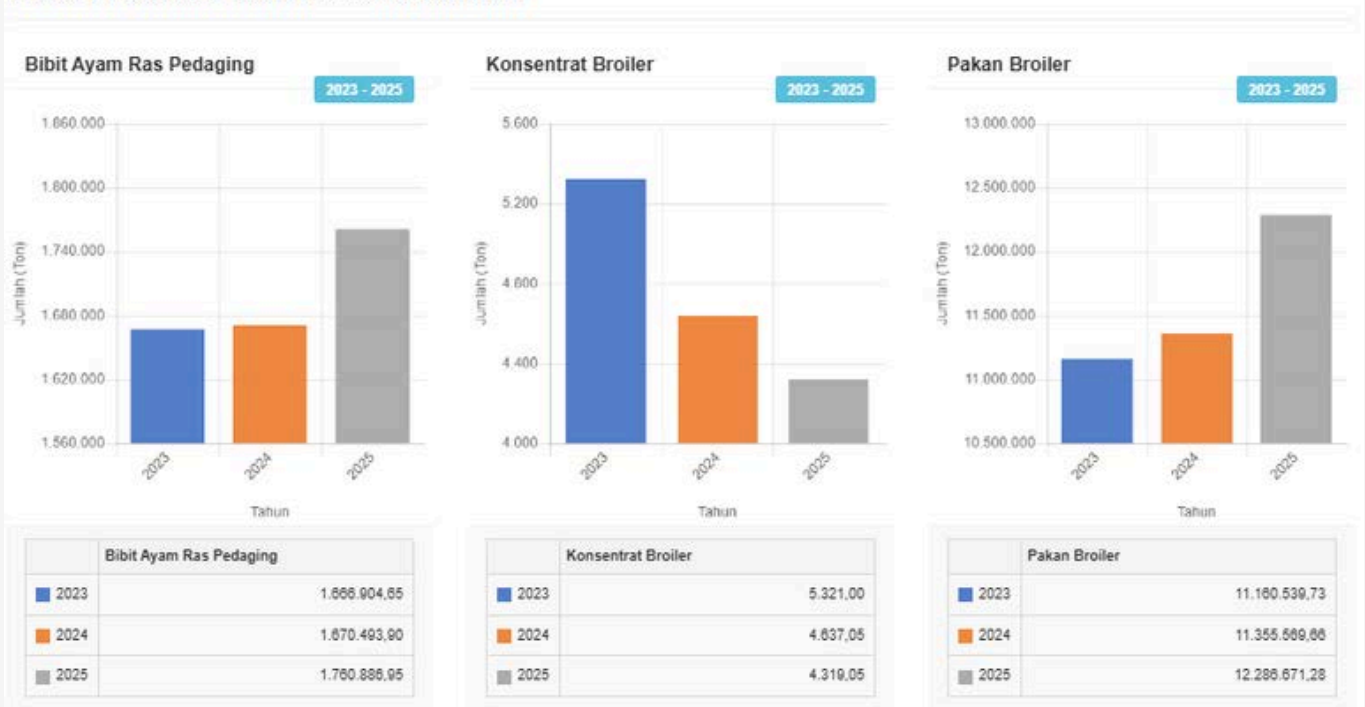 Bibit Ayam Ras Pedaging
2023 - 2025
1.860.000
1.800.000
1.740.000
1.680.000
1.620.000
1.560.000
Jumlah (Ton)
2023
2024
2025
Tahun
Bibit Ayam Ras Pedaging
2023 1.666.904,65
2024 1.670.493,90
2025 1.760.886,95
Konsentrat Broiler
2023 - 2025
5.600
5.200
4.800
4.400
4.000
Jumlah (Ton)
2023
2024
2025
Tahun
Konsentrat Broiler
2023 5.321,00
2024 4.637,05
2025 4.319,05
Pakan Broiler
2023 - 2025
13.000.000
12.500.000
12.000.000
11.500.000
11.000.000
10.500.000
Jumlah (Ton)
2023
2024
2025
Tahun
Pakan Broiler
2023 11.160.539,73
2024 11.355.569,66
2025 12.286.671,28